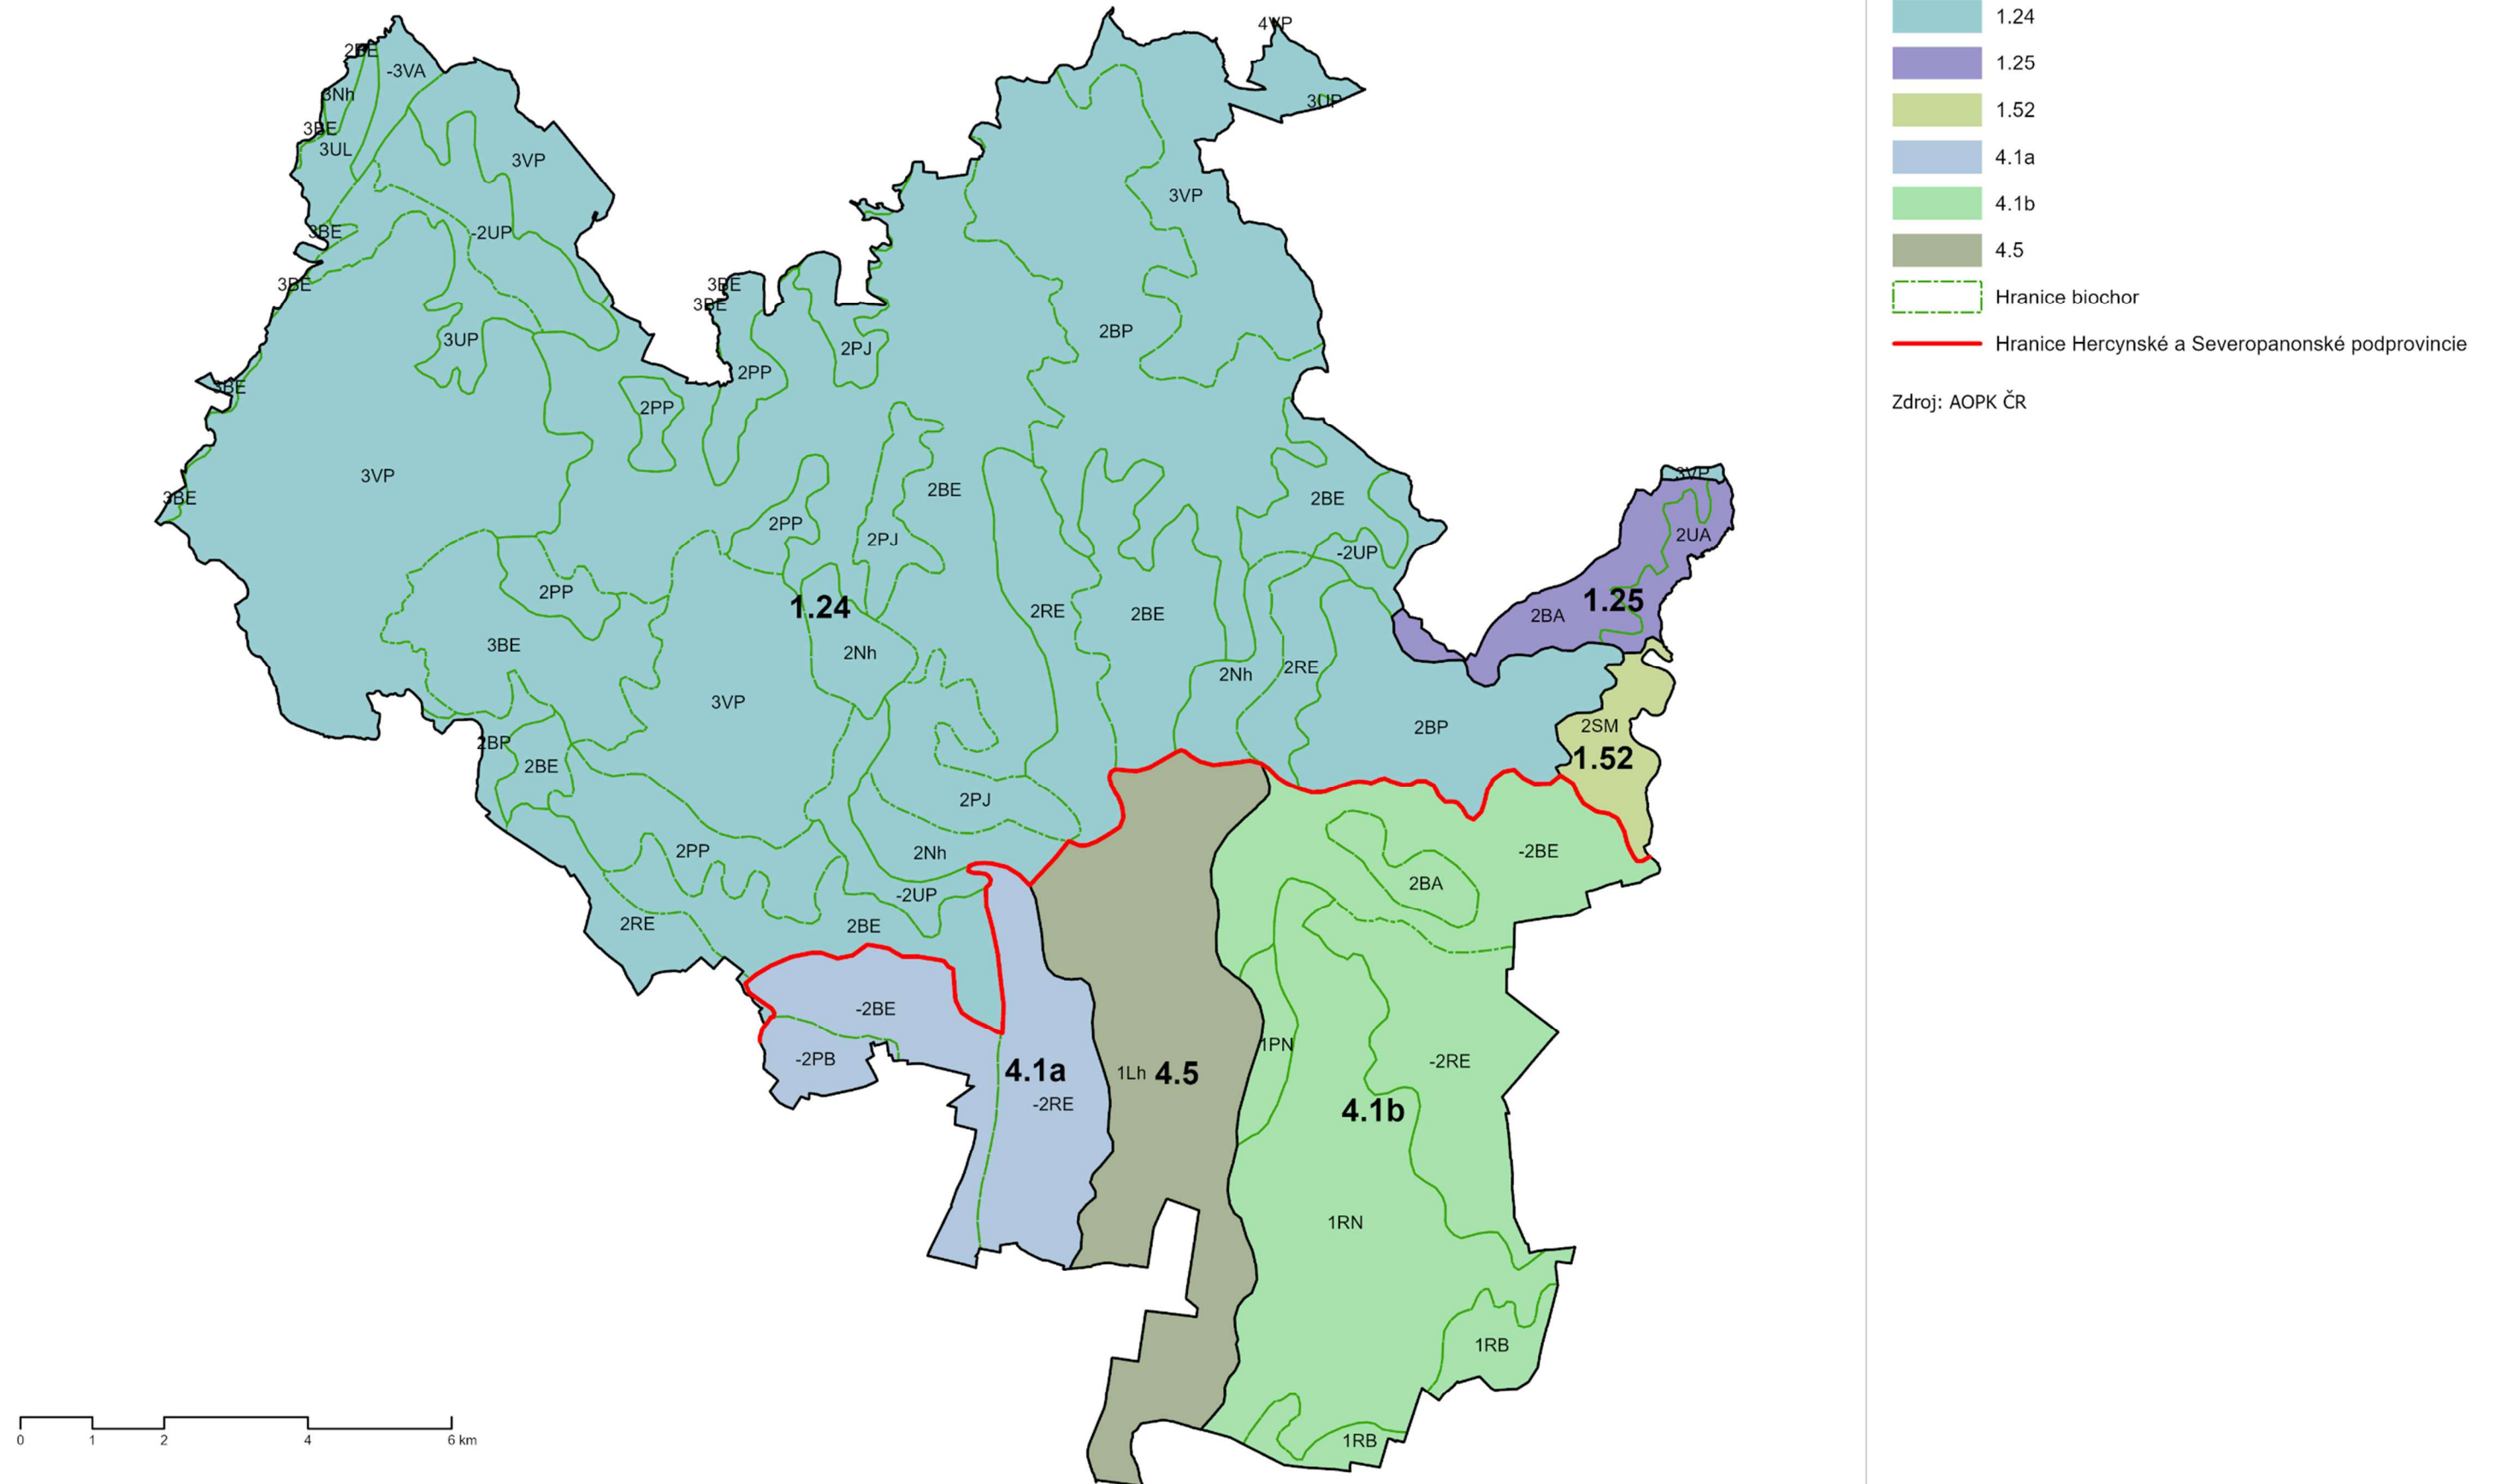 4VP
2BE
-3VA
3Nh
3UP
3BE
3UL
3VP
3VP
3BE
-2UP
3BE
3BE
3BE
2BP
3UP
2PJ
2PP
3BE
2PP
3VP
3VP
2BE
2BE
3BE
2PP
2UA
2PJ
-2UP
2PP
1.24
1.25
2RE
2BE
2BA
3BE
2Nh
2RE
2Nh
3VP
2SM
2BP
2BP
1.52
2BE
2PJ
2PP
2Nh
-2BE
2BA
-2UP
2RE
2BE
-2BE
1PN
-2PB
-2RE
4.1a
1Lh
4.5
-2RE
4.1b
1RN
1RB
1RB
0 1 2 4 6 km
1.24
1.25
1.52
4.1a
4.1b
4.5
Hranice biochor
Hranice Hercynské a Severopanonské podprovincie
Zdroj: AOPK ČR